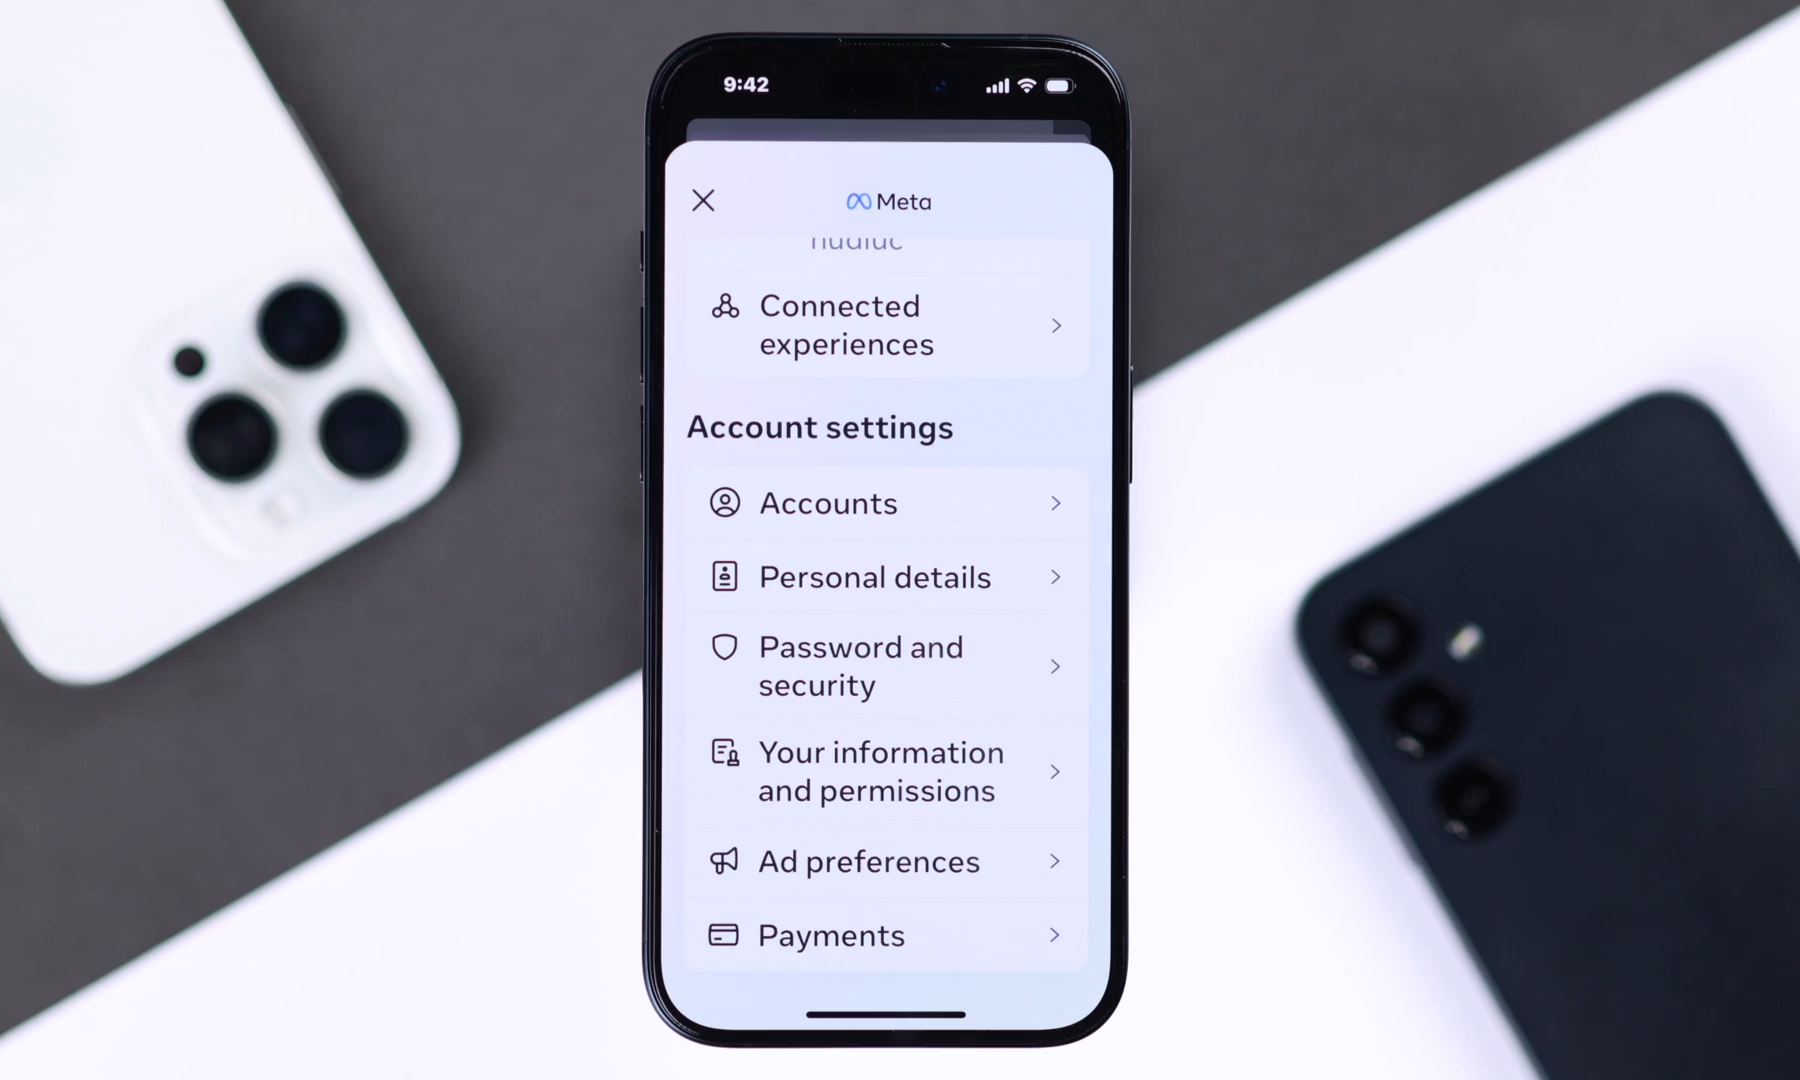 9:42
Meta
Connected
experiences
Account settings
Accounts
Personal details
Password and
security
Your information
and permissions
Ad preferences
Payments